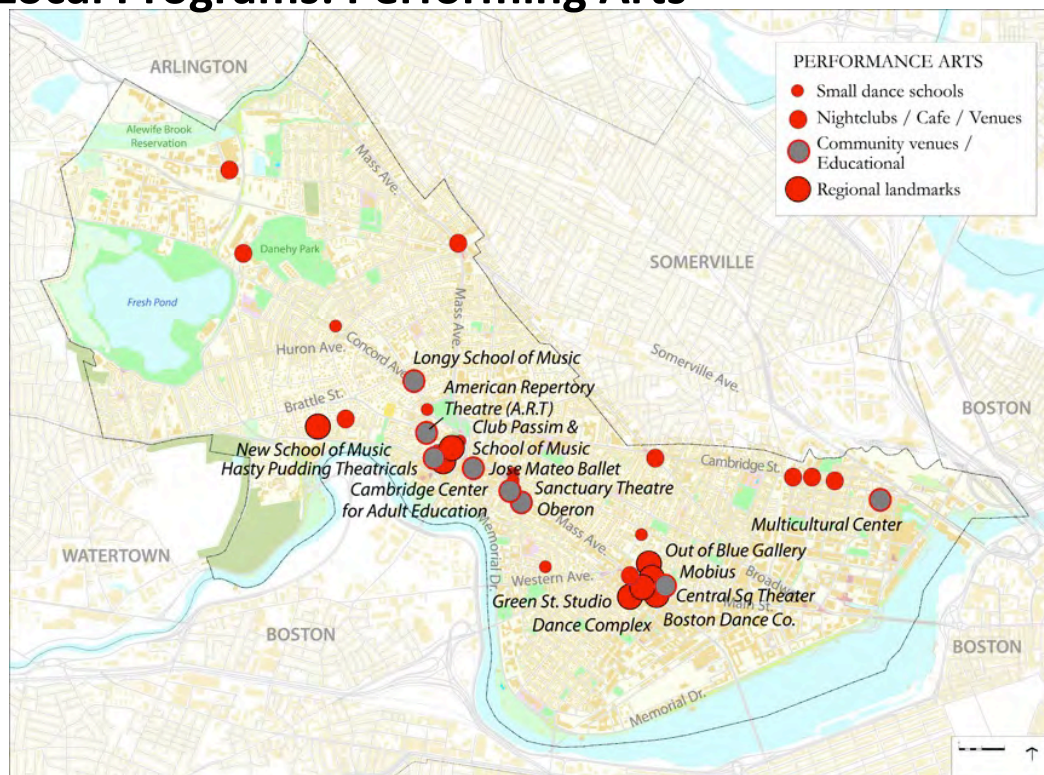 Local Programs: Performing Arts
PERFORMANCE ARTS
Small dance schools
Nightclubs / Cafe / Venues
Community venues /
Educational
Regional landmarks
ARLINGTON
Alewife Brook
Reservation
Mass Ave.
Danehy Park
SOMERVILLE
Fresh Pond
Mass Ave.
Huron Ave.
Concord Ave.
Somerville Ave.
Longy School of Music
American Repertory
Theatre (A.R.T)
Brattle St.
BOSTON
Club Passim &
School of Music
New School of Music
Hasty Pudding Theatricals
Jose Mateo Ballet
Cambridge St.
Cambridge Center
for Adult Education
Sanctuary Theatre
Oberon
Multicultural Center
Memorial Dr.
Mass Ave.
WATERTOWN
Out of Blue Gallery
Mobius
Western Ave.
Broadway
Green St. Studio
Central Sq Theater
Main St.
Dance Complex
Boston Dance Co.
BOSTON
BOSTON
Memorial Dr.